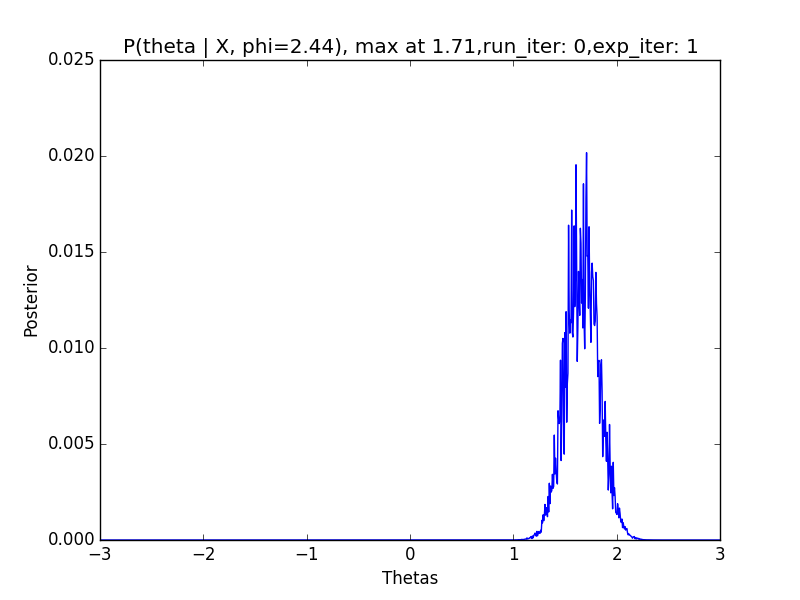 P(theta | X, phi=2.44), max at 1.71,run_iter: 0,exp_iter: 1
0.025
0.020
0.015
0.010
0.005
0.000
Posterior
−3 −2 −1 0 1 2 3
Thetas